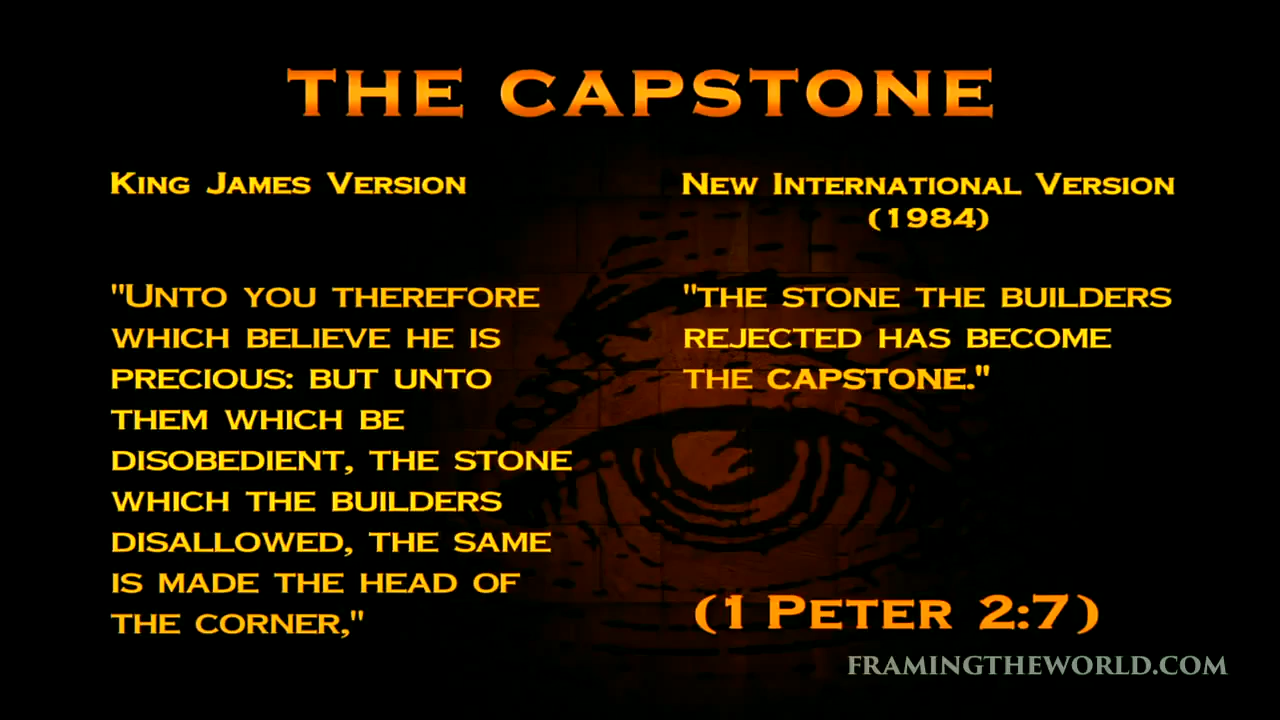 THE CAPSTONE
KING JAMES VERSION
"UNTO YOU THEREFORE
WHICH BELIEVE HE IS
PRECIOUS: BUT UNTO
THEM WHICH BE
DISOBEDIENT, THE STONE
WHICH THE BUILDERS
DISALLOWED, THE SAME
IS MADE THE HEAD OF
THE CORNER,"
NEW INTERNATIONAL VERSION
(1984)
"THE STONE THE BUILDERS
REJECTED HAS BECOME
THE CAPSTONE."
(1 PETER 2:7)
FRAMINGTHEWORLD.COM